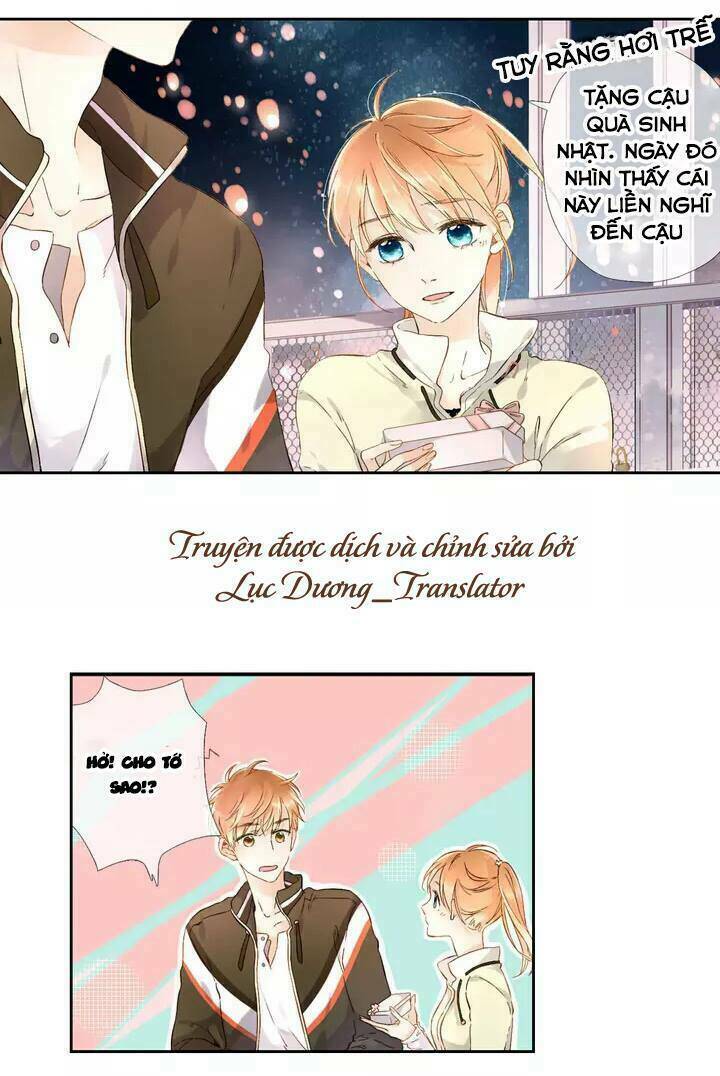 TUY RẰNG HƠI TRỄ
TẶNG CẬU
QUÀ SINH
NHẬT. NGÀY ĐÓ
NHÌN THẤY CÁI
NÀY LIỀN NGHĨ
ĐẾN CẬU
Truyện được dịch và chỉnh sửa bởi
Lục Dương_Translator
HỞ! CHO TỚ
SAO!?